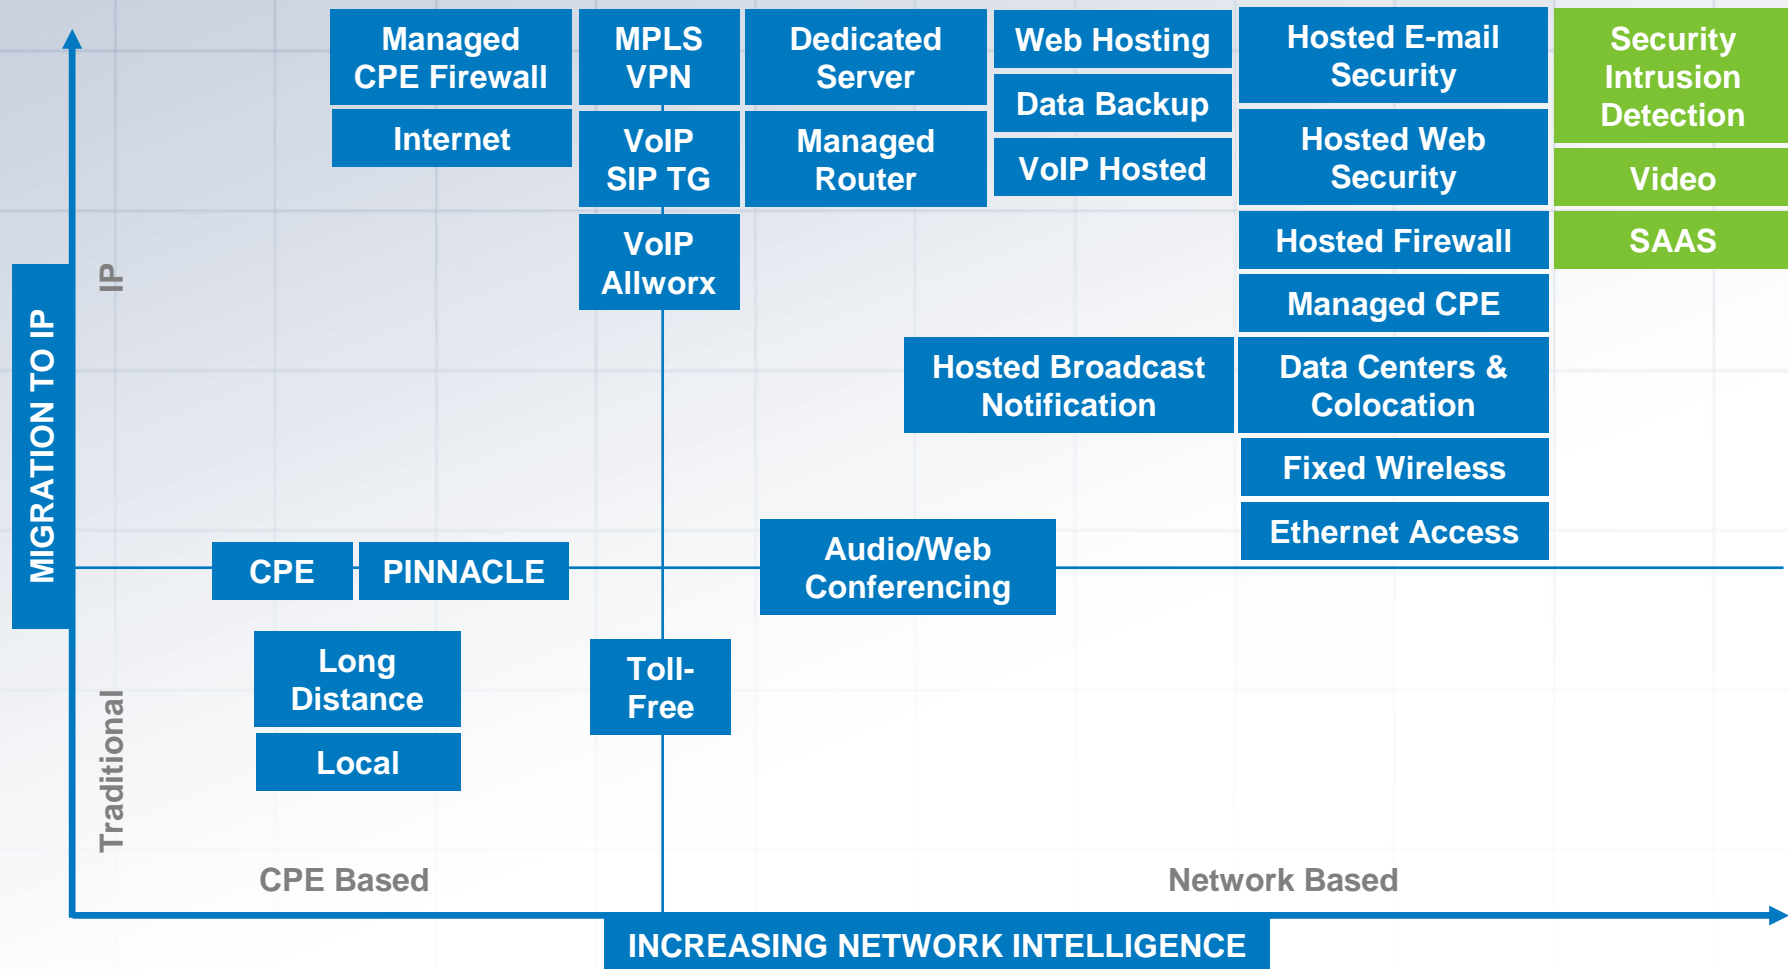 Managed
CPE Firewall
Internet
MPLS
VPN
VoIP
SIP TG
VoIP
Allworx
Dedicated
Server
Managed
Router
Web Hosting
Data Backup
VoIP Hosted
Hosted E-mail
Security
Hosted Web
Security
Hosted Firewall
Managed CPE
Security
Intrusion
Detection
Video
SAAS
Hosted Broadcast
Notification
Data Centers &
Colocation
Fixed Wireless
Ethernet Access
IP
MIGRATION TO IP
CPE
PINNACLE
Audio/Web
Conferencing
Long
Distance
Local
Toll-
Free
Traditional
CPE Based
Network Based
INCREASING NETWORK INTELLIGENCE